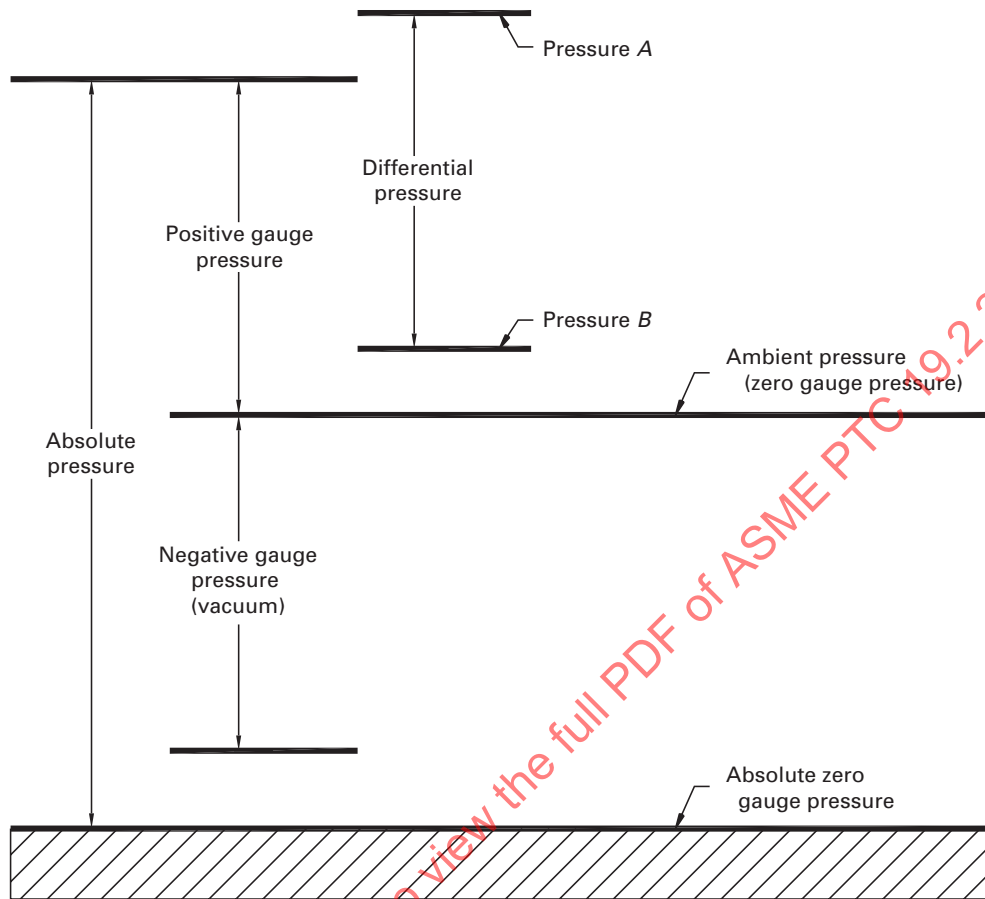 Pressure A
Differential
pressure
Positive gauge
pressure
Pressure B
Ambient pressure
(zero gauge pressure)
Absolute
pressure
Negative gauge
pressure
(vacuum)
Absolute zero
gauge pressure
o view the full PDF of ASME PTC 19.2 2